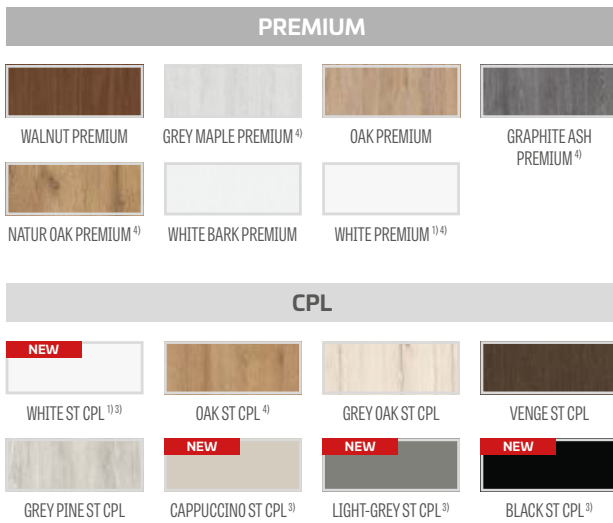 PREMIUM
WALNUT PREMIUM
GREY MAPLE PREMIUM 4)
OAK PREMIUM
GRAPHITE ASH
PREMIUM 4)
NATUR OAK PREMIUM 4)
WHITE BARK PREMIUM
WHITE PREMIUM 1) 4)
CPL
NEW
WHITE ST CPL 1) 3)
OAK ST CPL 4)
GREY OAK ST CPL
VENGE ST CPL
GREY PINE ST CPL
NEW
CAPPUCCINO ST CPL 3)
NEW
LIGHT-GREY ST CPL 3)
NEW
BLACK ST CPL 3)